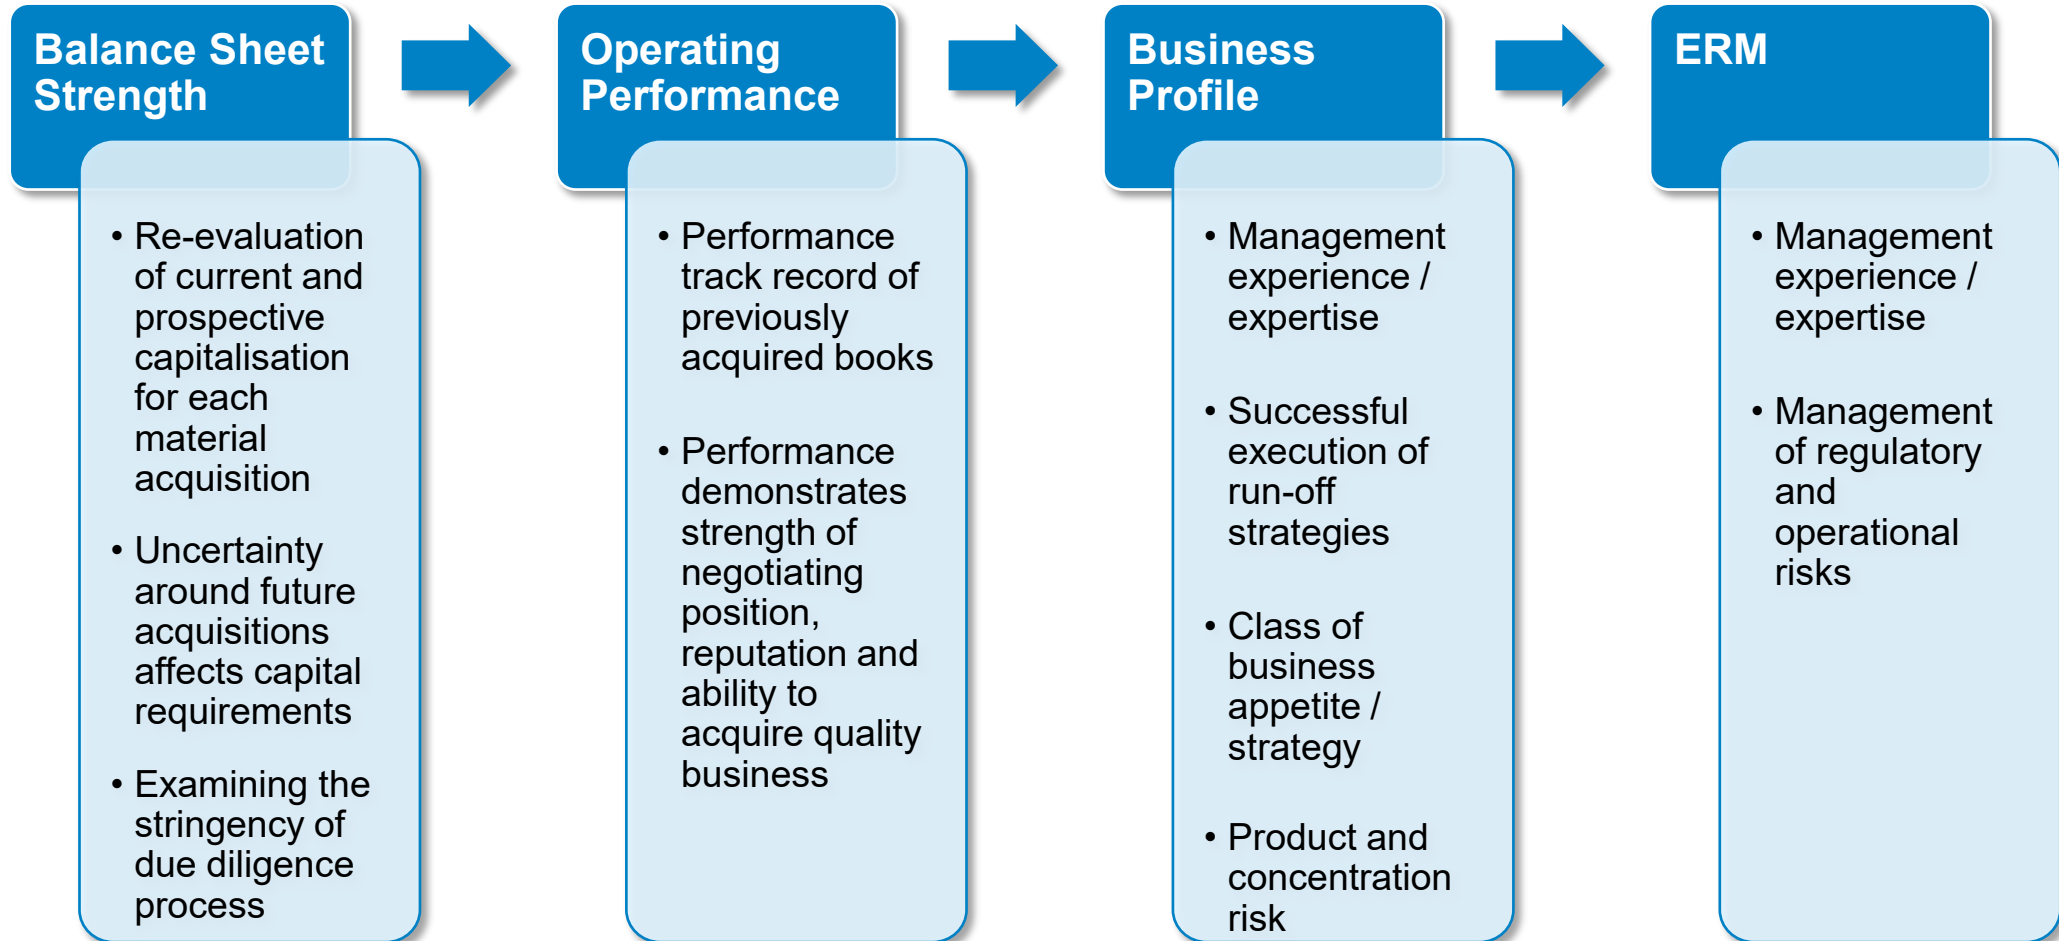 Balance Sheet
Strength
• Re-evaluation
of current and
prospective
capitalisation
for each
material
acquisition
• Uncertainty
around future
acquisitions
affects capital
requirements
• Examining the
stringency of
due diligence
process
Operating
Performance
• Performance
track record of
previously
acquired books
• Performance
demonstrates
strength of
negotiating
position,
reputation and
ability to
acquire quality
business
Business
Profile
• Management
experience /
expertise
• Successful
execution of
run-off
strategies
• Class of
business
appetite /
strategy
• Product and
concentration
risk
ERM
• Management
experience /
expertise
• Management
of regulatory
and
operational
risks